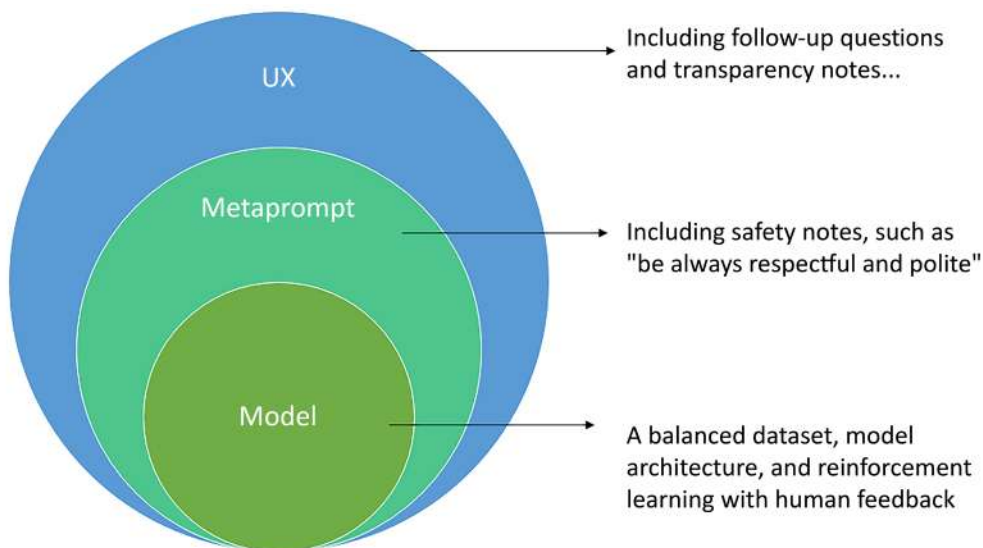 UX
Including follow-up questions
and transparency notes...
Metaprompt
Including safety notes, such as
"be always respectful and polite"
Model
A balanced dataset, model
architecture, and reinforcement
learning with human feedback